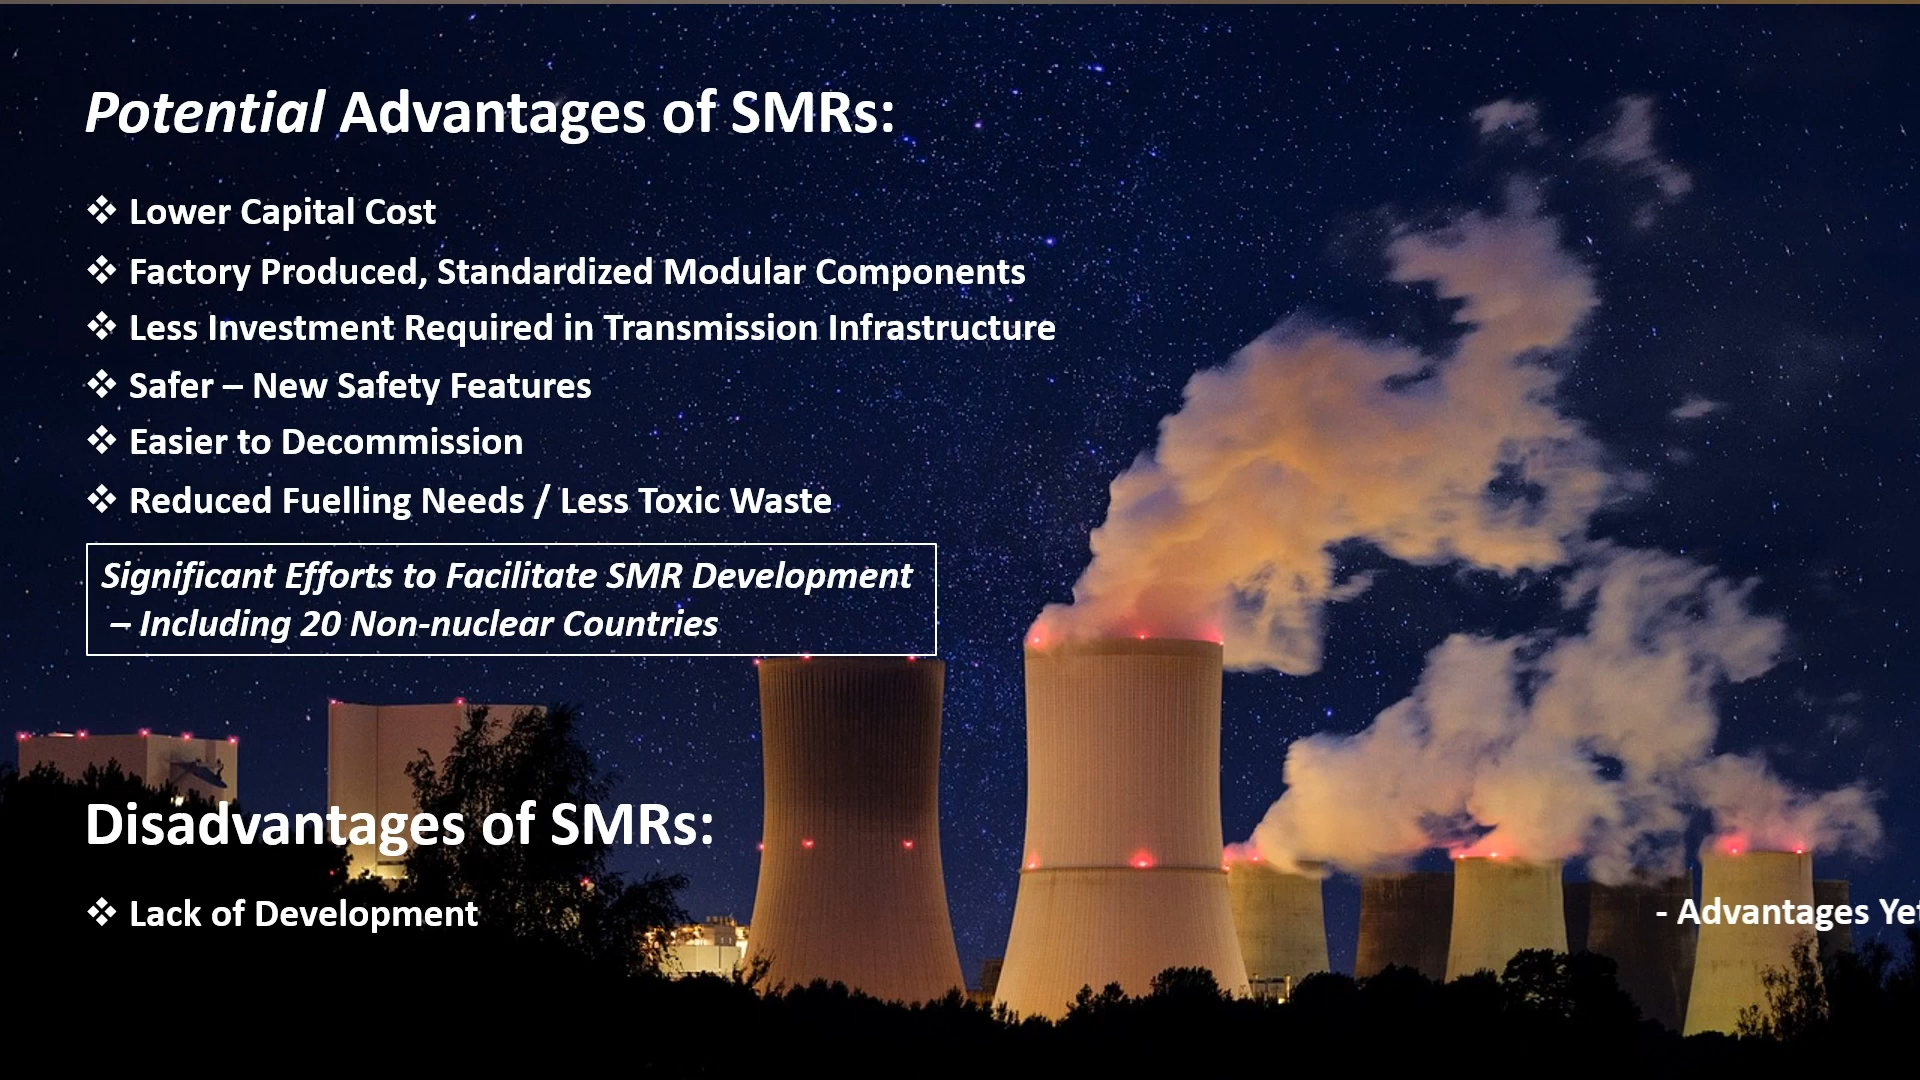 Potential Advantages of SMRs:
❖ Lower Capital Cost
❖ Factory Produced, Standardized Modular Components
❖ Less Investment Required in Transmission Infrastructure
❖ Safer – New Safety Features
❖ Easier to Decommission
❖ Reduced Fuelling Needs / Less Toxic Waste
Significant Efforts to Facilitate SMR Development
– Including 20 Non-nuclear Countries
Disadvantages of SMRs:
❖ Lack of Development
- Advantages Yet